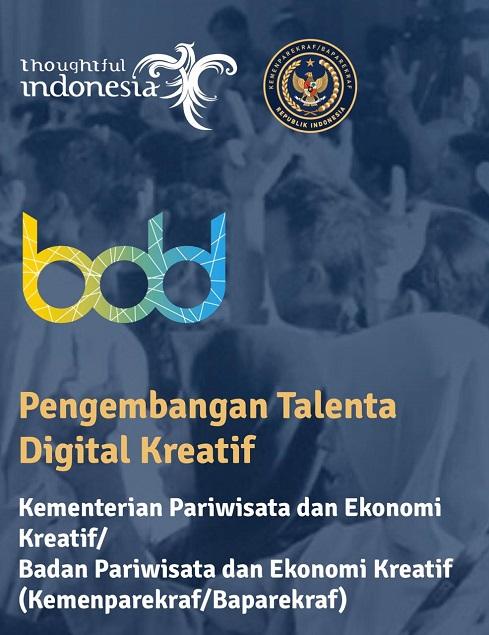 thoughtful
indonesia
KEMENPAREKRAF/BAPAREKRAF
REPUBLIK INDONESIA
bdd
Pengembangan Talenta
Digital Kreatif
Kementerian Pariwisata dan Ekonomi
Kreatif/
Badan Pariwisata dan Ekonomi Kreatif
(Kemenparekraf/Baparekraf)